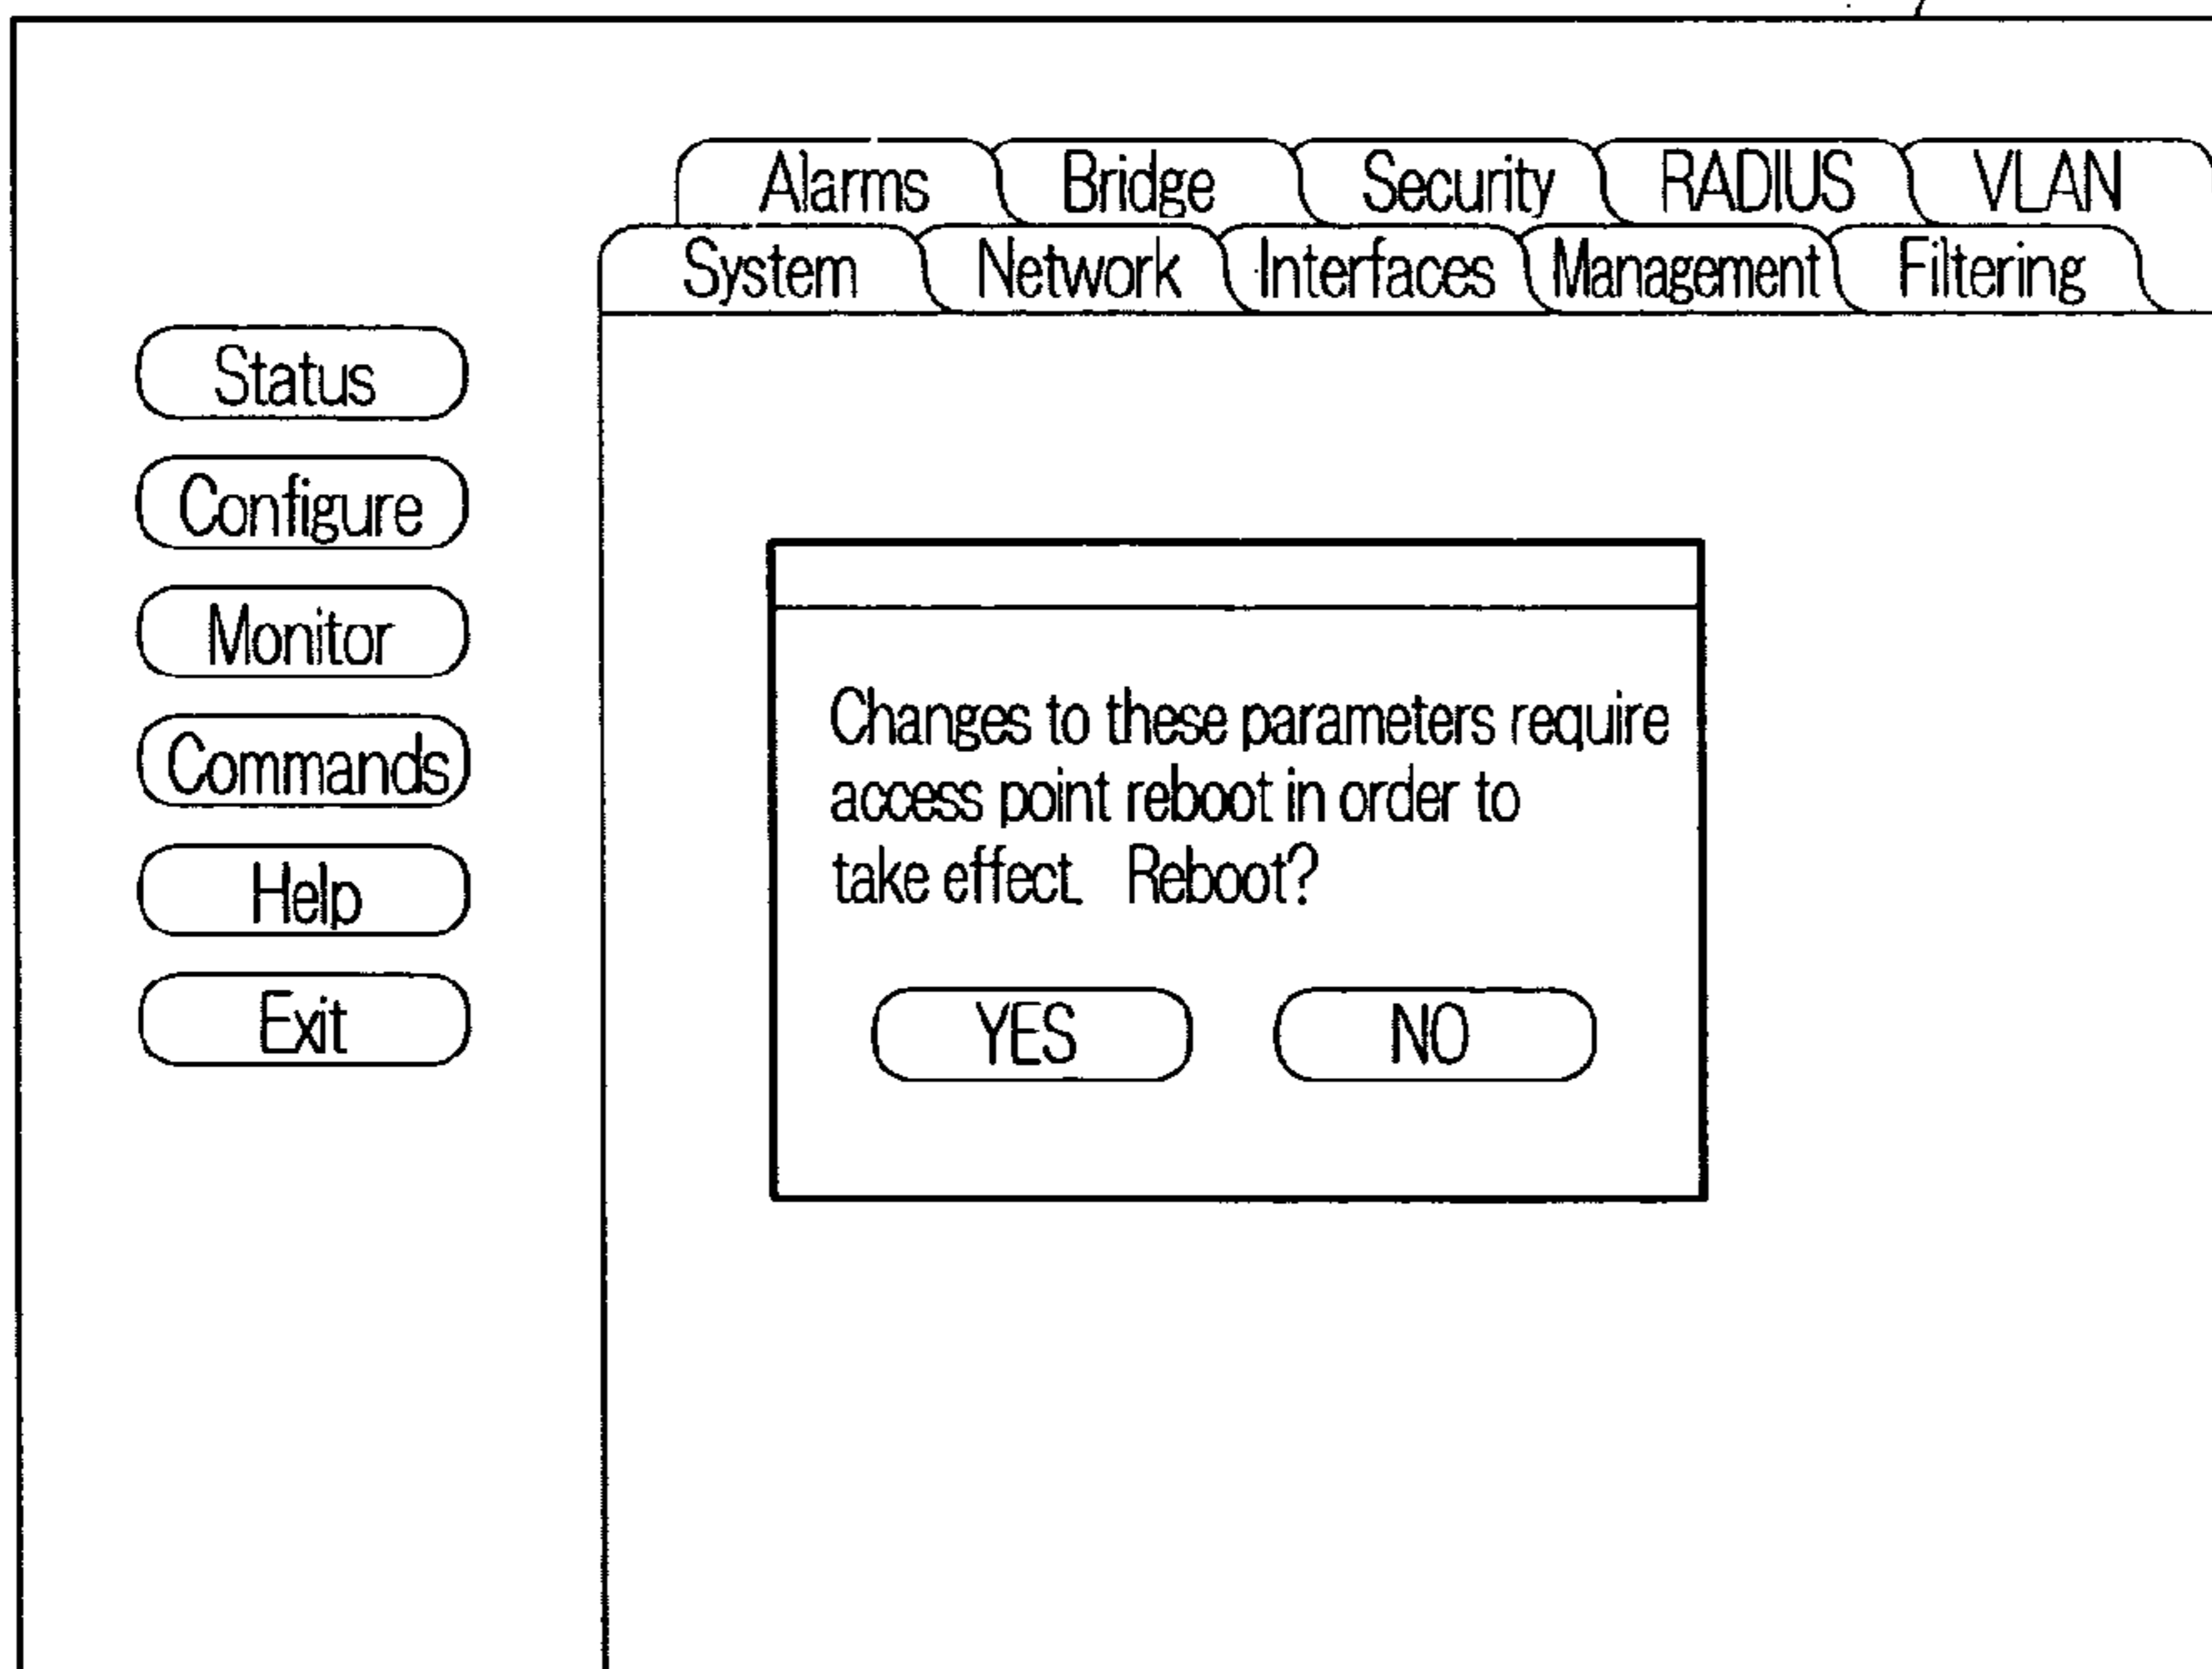 Alarms Bridge Security RADIUS VLAN
System Network Interfaces Management Filtering
Status
Configure
Monitor
Commands
Help
Exit
Changes to these parameters require
access point reboot in order to
take effect. Reboot?
YES NO